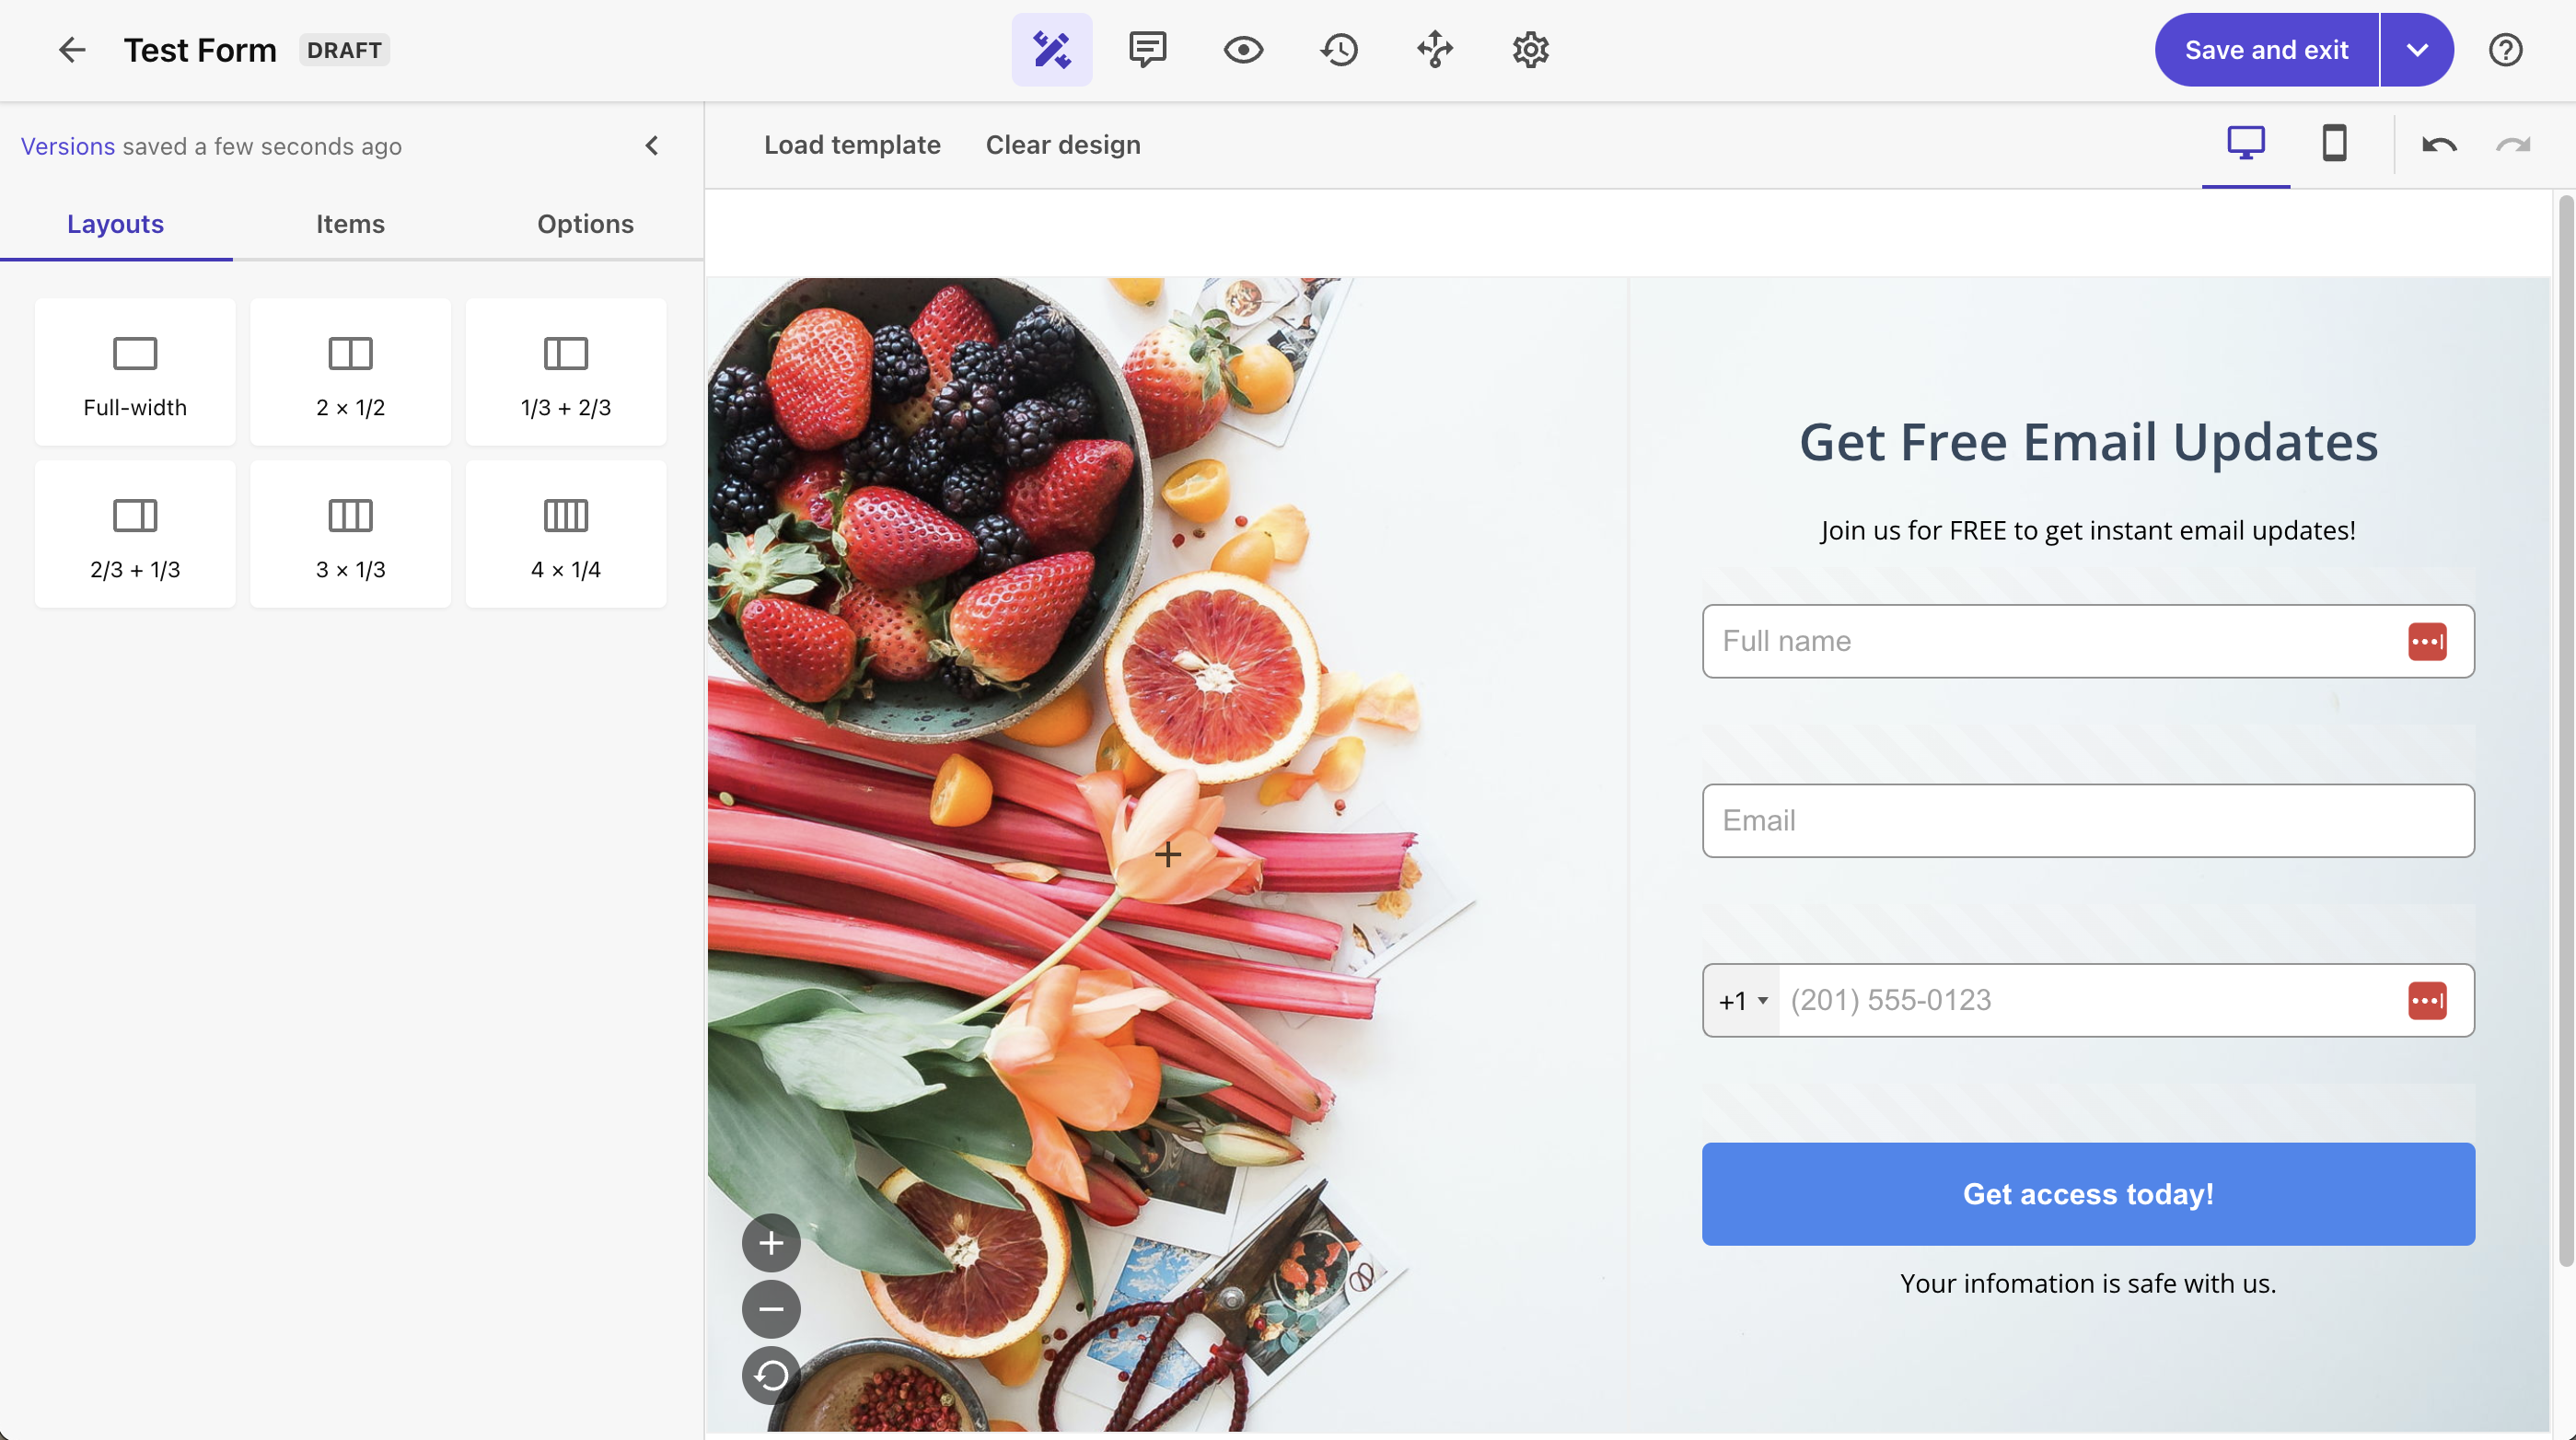 Test Form DRAFT Save and exit
Versions saved a few seconds ago
Load template Clear design
Layouts Items Options
Full-width 2 × 1/2 1/3 + 2/3
2/3 + 1/3 3 × 1/3 4 × 1/4
Get Free Email Updates
Join us for FREE to get instant email updates!
Full name
Email
+1 (201) 555-0123
Get access today!
Your infomation is safe with us.